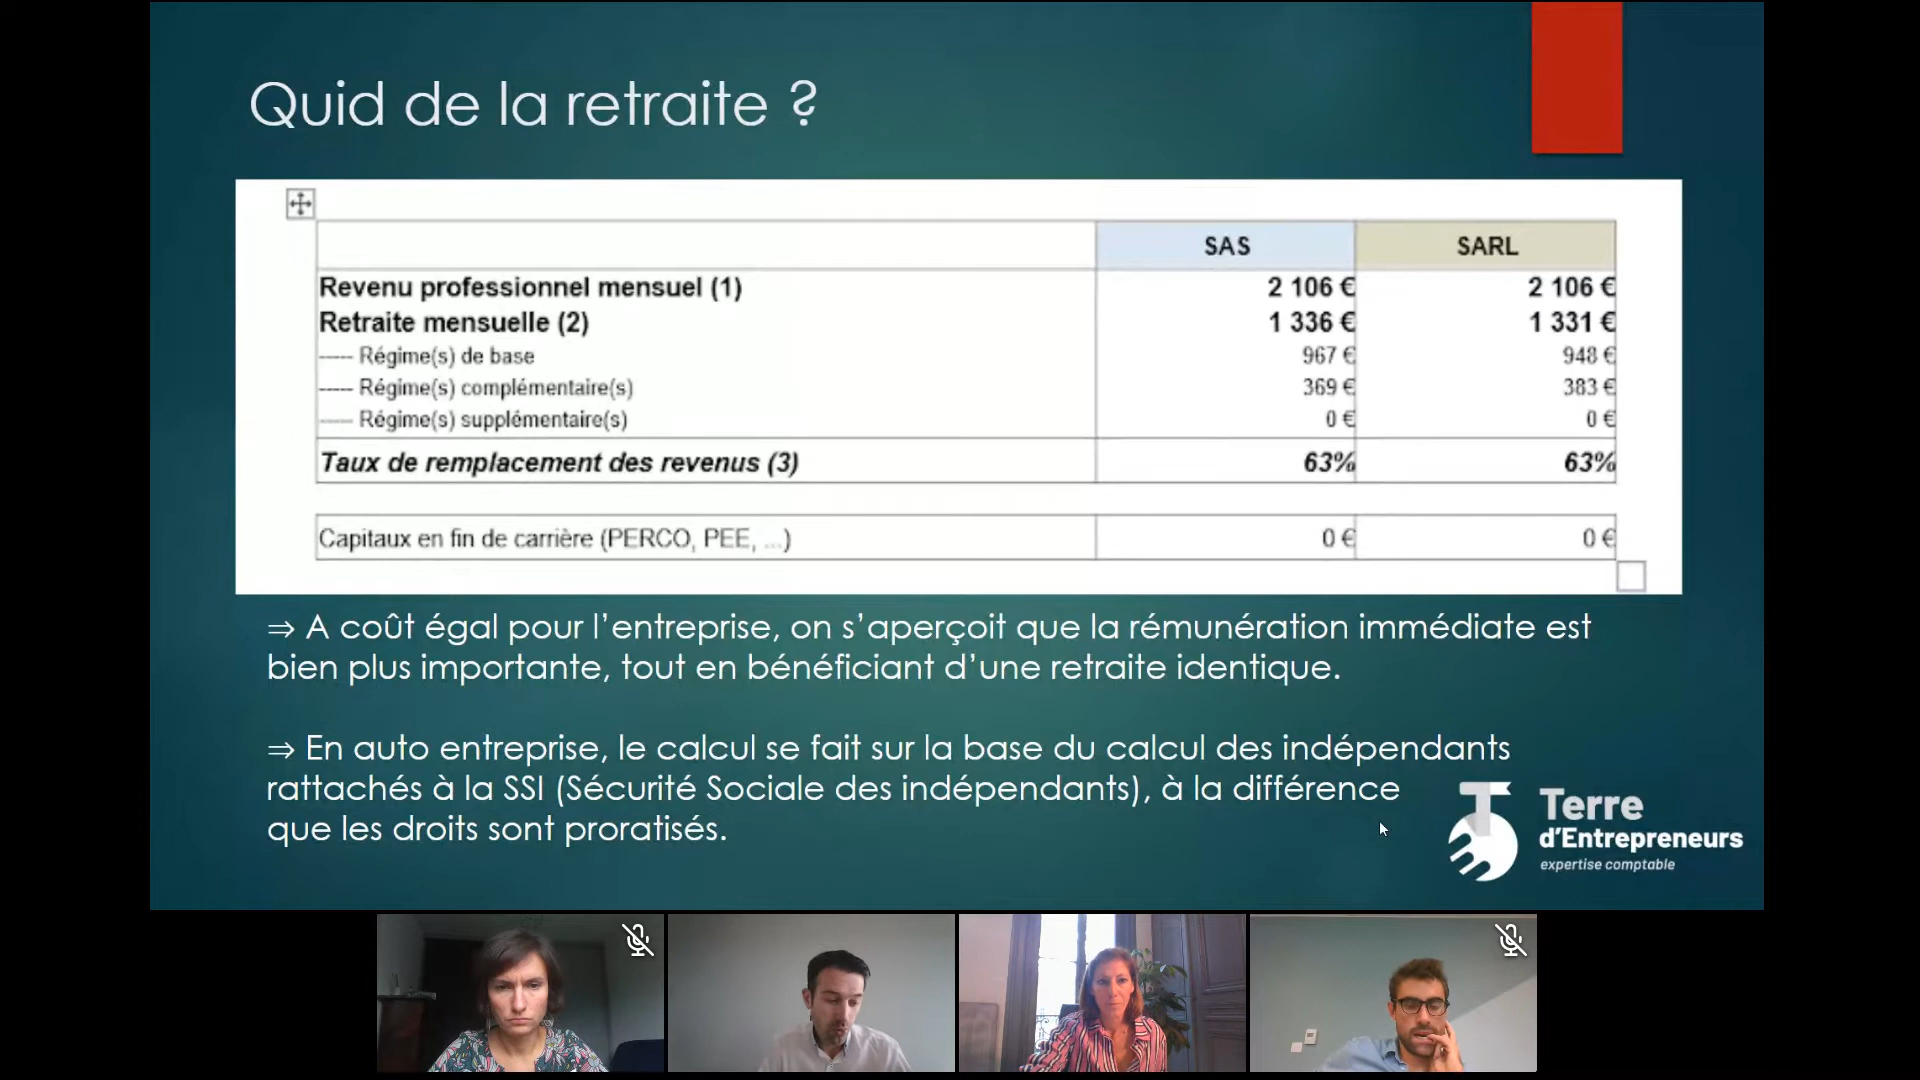 Quid de la retraite ?
SAS SARL
Revenu professionnel mensuel (1) 2 106 € 2 106 €
Retraite mensuelle (2) 1 336 € 1 331 €
----- Régime(s) de base 967 € 948 €
----- Régime(s) complémentaire(s) 369 € 383 €
----- Régime(s) supplémentaire(s) 0 € 0 €
Taux de remplacement des revenus (3) 63% 63%
Capitaux en fin de carrière (PERCO, PEE, ...) 0 € 0 €
⇒ A coût égal pour l’entreprise, on s’aperçoit que la rémunération immédiate est
bien plus importante, tout en bénéficiant d’une retraite identique.
⇒ En auto entreprise, le calcul se fait sur la base du calcul des indépendants
rattachés à la SSI (Sécurité Sociale des indépendants), à la différence
que les droits sont proratisés.
Terre
d’Entrepreneurs
expertise comptable